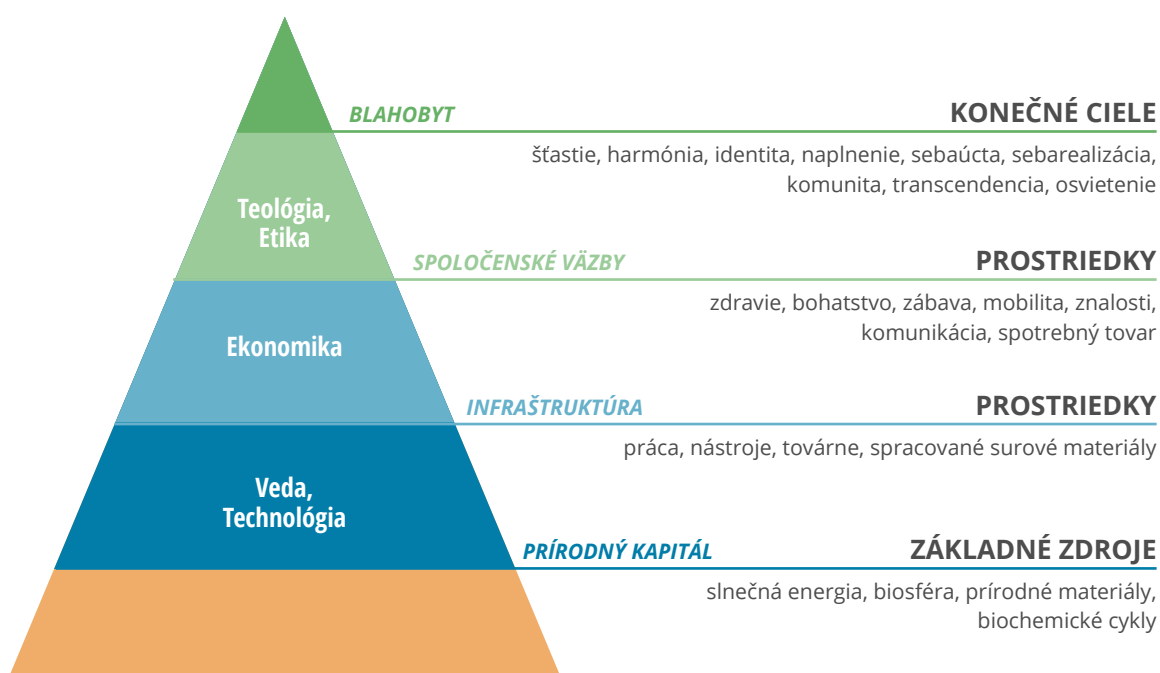 BLAHOBYT
KONEČNÉ CIELE
šťastie, harmónia, identita, naplnenie, sebaúcta, sebarealizácia,
komunita, transcendencia, osvietenie
Teológia,
Etika
SPOLOČENSKÉ VÄZBY
PROSTRIEDKY
zdravie, bohatstvo, zábava, mobilita, znalosti,
komunikácia, spotrebný tovar
Ekonomika
INFRAŠTRUKTÚRA
PROSTRIEDKY
práca, nástroje, továrne, spracované surové materiály
Veda,
Technológia
PRÍRODNÝ KAPITÁL
ZÁKLADNÉ ZDROJE
slnečná energia, biosféra, prírodné materiály,
biochemické cykly